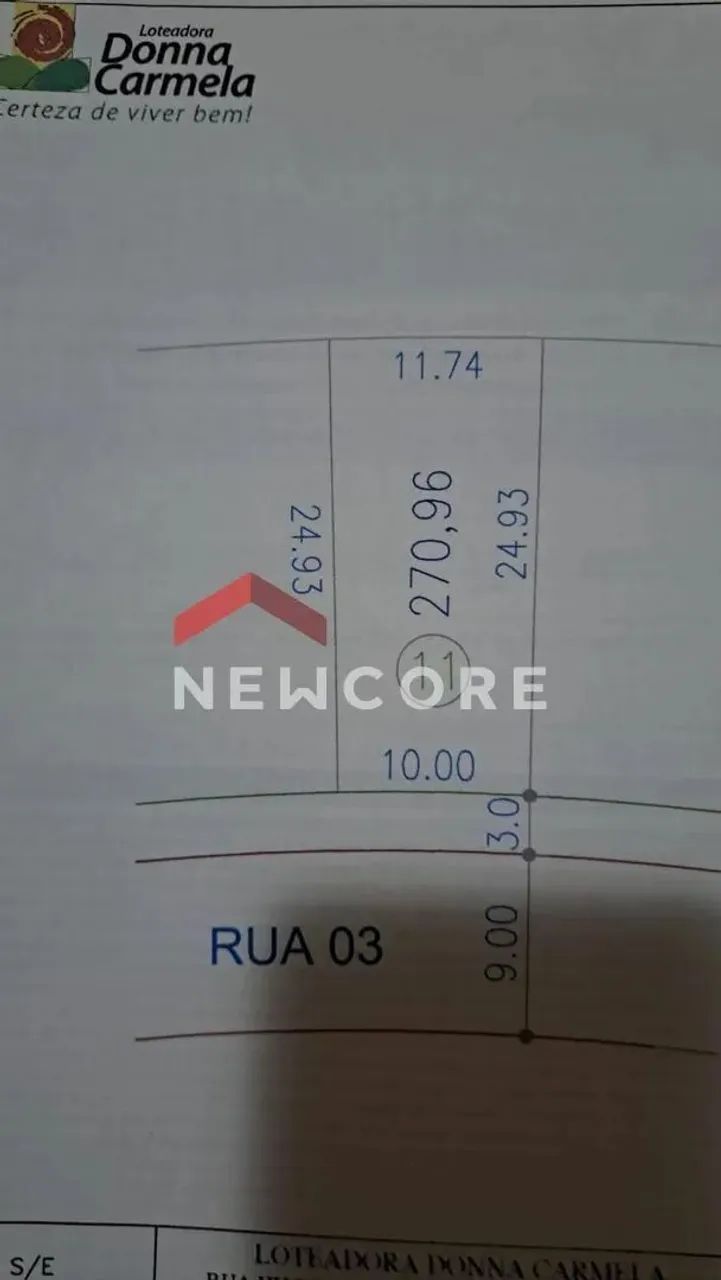 Loteadora
Donna
Carmela
Certeza de viver bem!
11.74
24.93
270,96
24.93
11
NEWCORE
10.00
3.0
RUA 03
9.00
S/E
LOTEADORA DONNA CARMELA